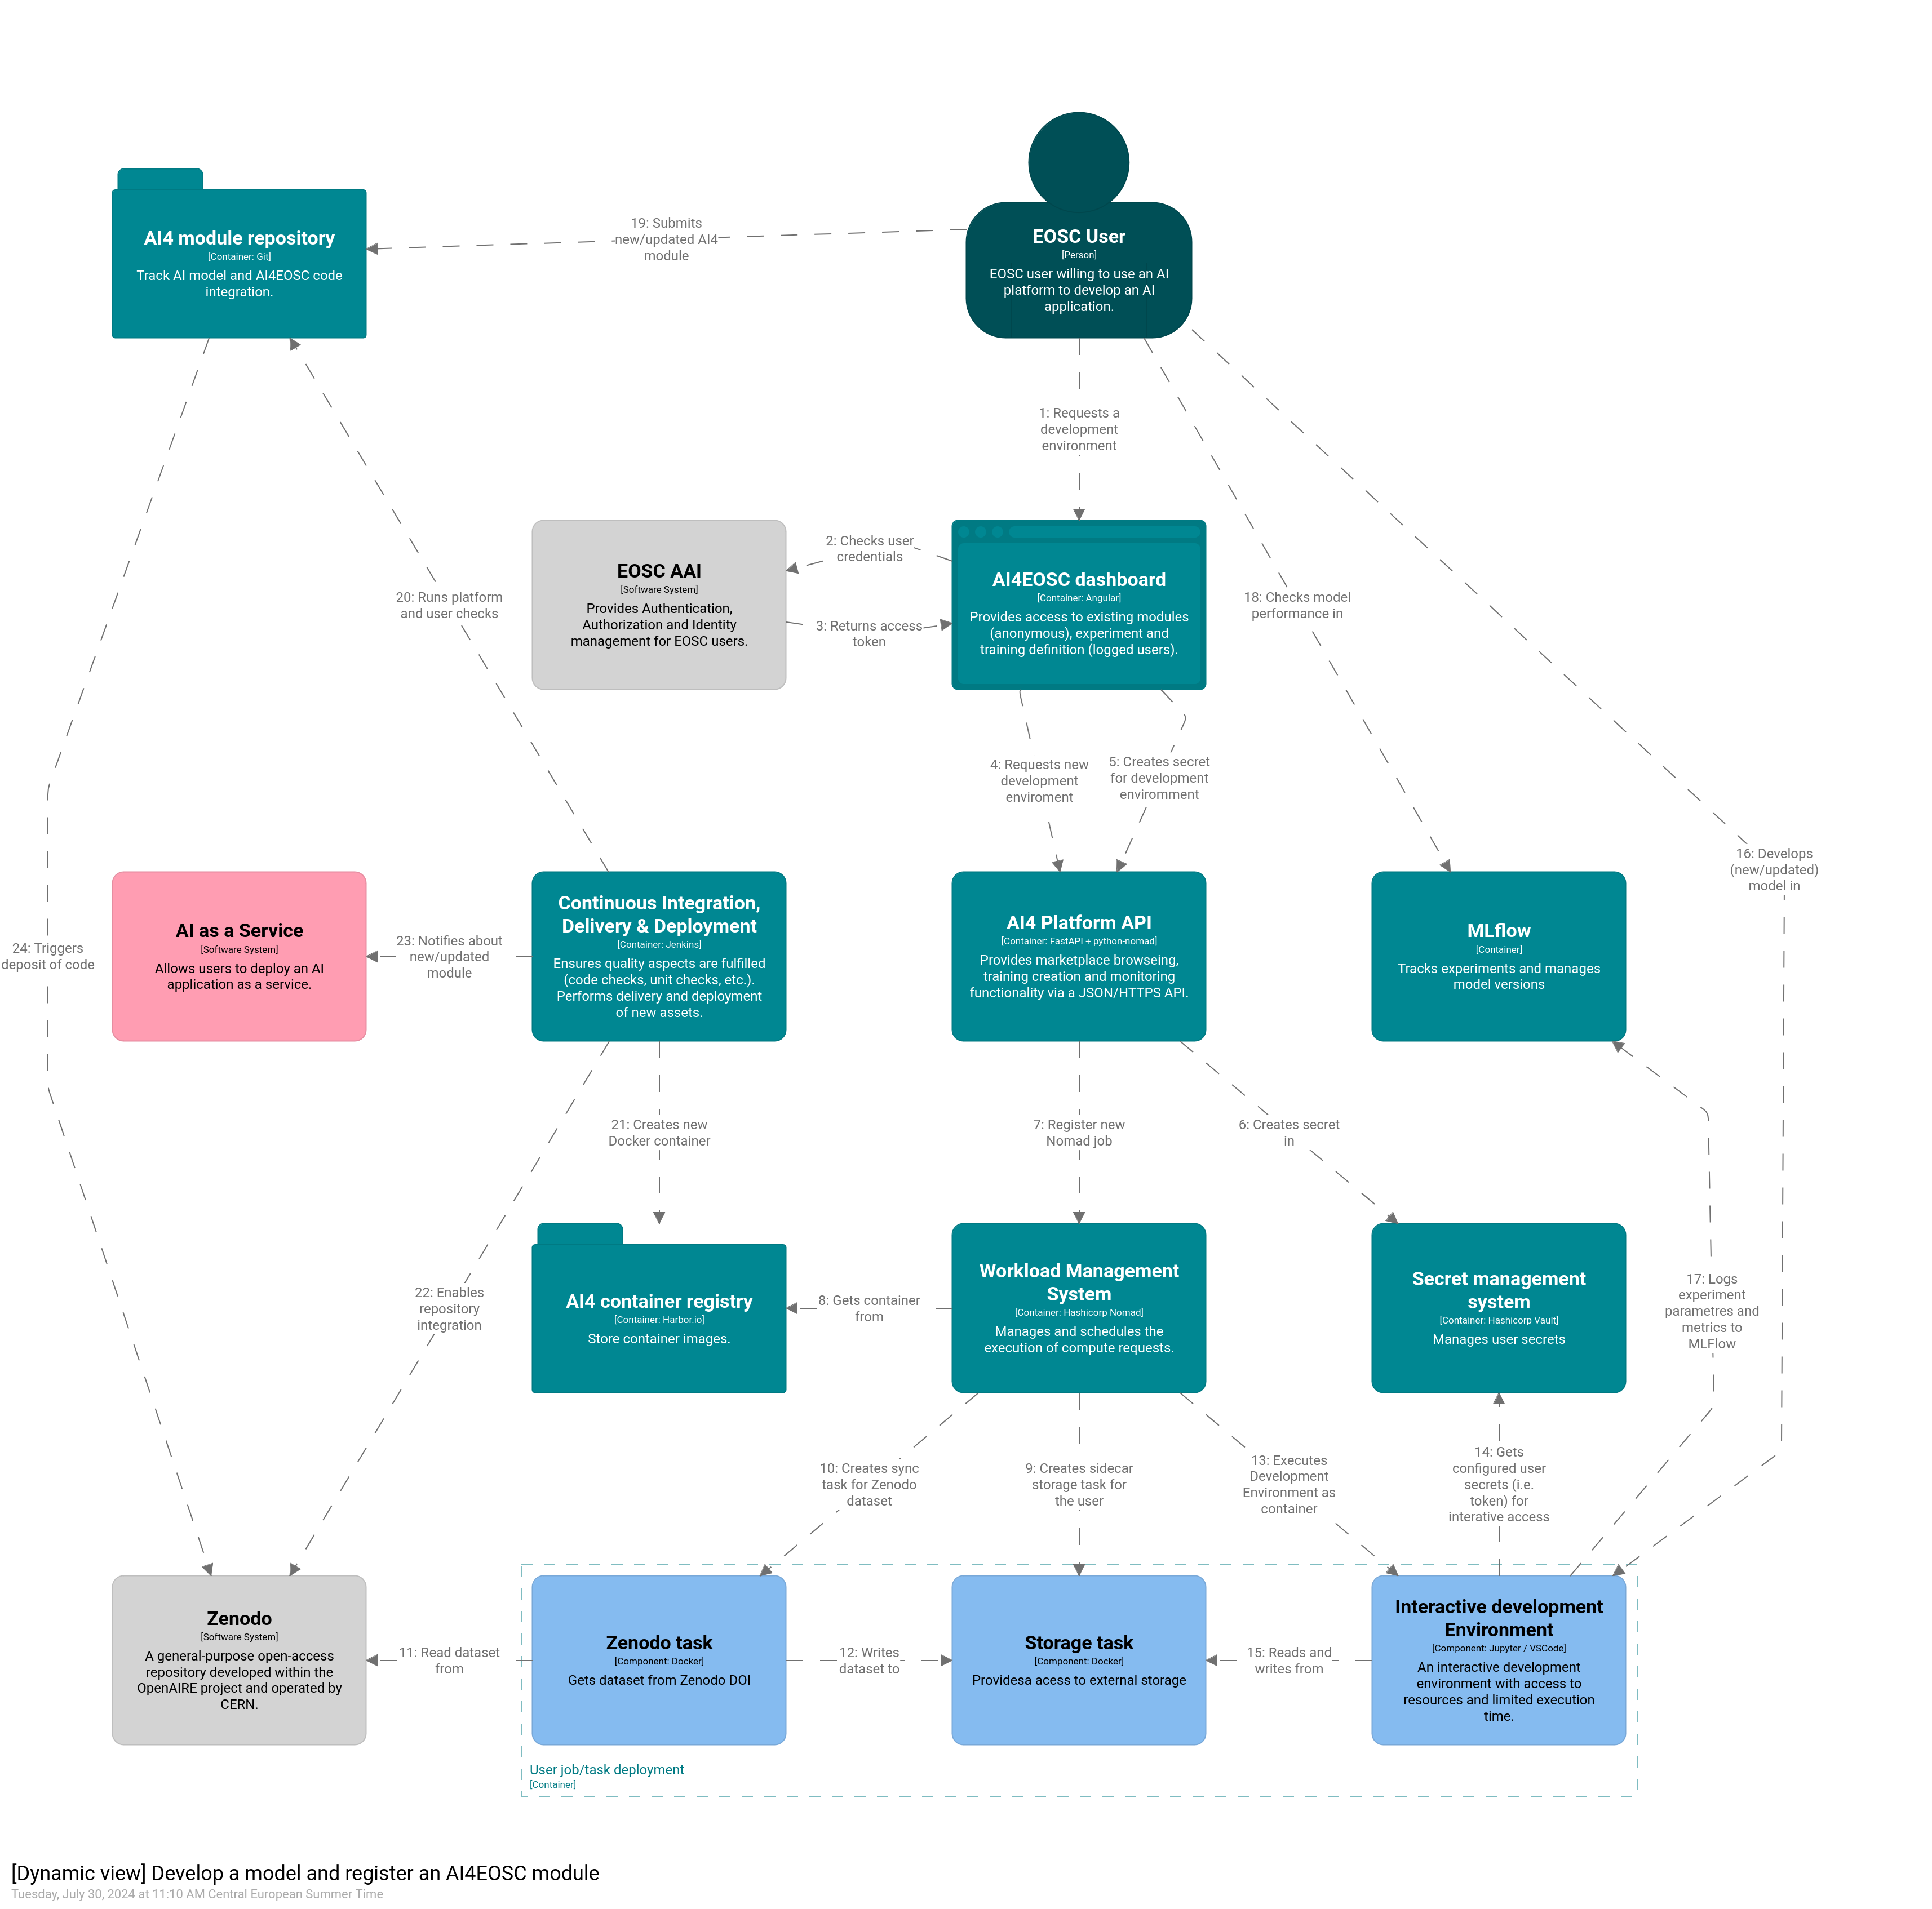 19: Submits
new/updated AI4
module
AI4 module repository
[Container: Git]
Track AI model and AI4EOSC code
integration.
EOSC User
[Person]
EOSC user willing to use an AI
platform to develop an AI
application.
1: Requests a
development
environment
EOSC AAI
[Software System]
Provides Authentication,
Authorization and Identity
management for EOSC users.
2: Checks user
credentials
3: Returns access
token
AI4EOSC dashboard
[Container: Angular]
Provides access to existing modules
(anonymous), experiment and
training definition (logged users).
20: Runs platform
and user checks
18: Checks model
performance in
4: Requests new
development
enviroment
5: Creates secret
for development
enviromment
16: Develops
(new/updated)
model in
24: Triggers
deposit of code
AI as a Service
[Software System]
Allows users to deploy an AI
application as a service.
23: Notifies about
new/updated
module
Continuous Integration,
Delivery & Deployment
[Container: Jenkins]
Ensures quality aspects are fulfilled
(code checks, unit checks, etc.).
Performs delivery and deployment
of new assets.
AI4 Platform API
[Container: FastAPI + python-nomad]
Provides marketplace browseing,
training creation and monitoring
functionality via a JSON/HTTPS API.
MLflow
[Container]
Tracks experiments and manages
model versions
21: Creates new
Docker container
7: Register new
Nomad job
6: Creates secret
in
22: Enables
repository
integration
AI4 container registry
[Container: Harbor.io]
Store container images.
8: Gets container
from
Workload Management
System
[Container: Hashicorp Nomad]
Manages and schedules the
execution of compute requests.
Secret management
system
[Container: Hashicorp Vault]
Manages user secrets
17: Logs
experiment
parametres and
metrics to
MLFlow
10: Creates sync
task for Zenodo
dataset
9: Creates sidecar
storage task for
the user
13: Executes
Development
Environment as
container
14: Gets
configured user
secrets (i.e.
token) for
interative access
Zenodo
[Software System]
A general-purpose open-access
repository developed within the
OpenAIRE project and operated by
CERN.
11: Read dataset
from
Zenodo task
[Component: Docker]
Gets dataset from Zenodo DOI
12: Writes
dataset to
Storage task
[Component: Docker]
Providesa acess to external storage
15: Reads and
writes from
Interactive development
Environment
[Component: Jupyter / VSCode]
An interactive development
environment with access to
resources and limited execution
time.
User job/task deployment
[Container]
[Dynamic view] Develop a model and register an AI4EOSC module
Tuesday, July 30, 2024 at 11:10 AM Central European Summer Time